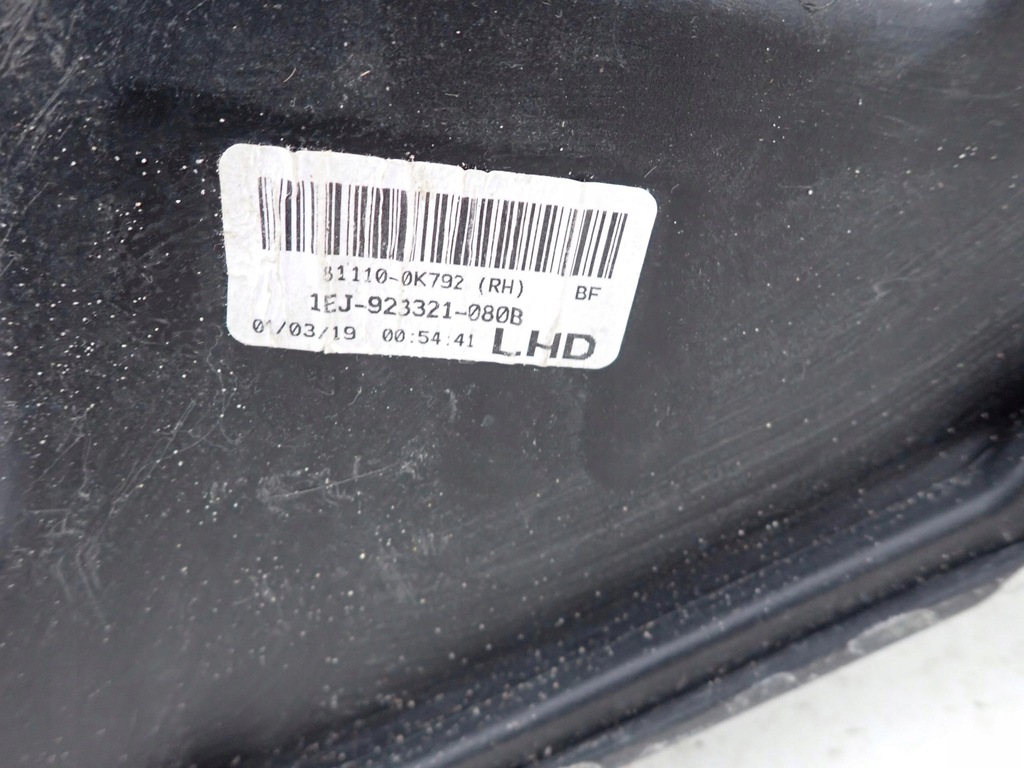 81110-0K792 (RH)
BF
1EJ-923321-080B
01/03/19 00:54:41 LHD